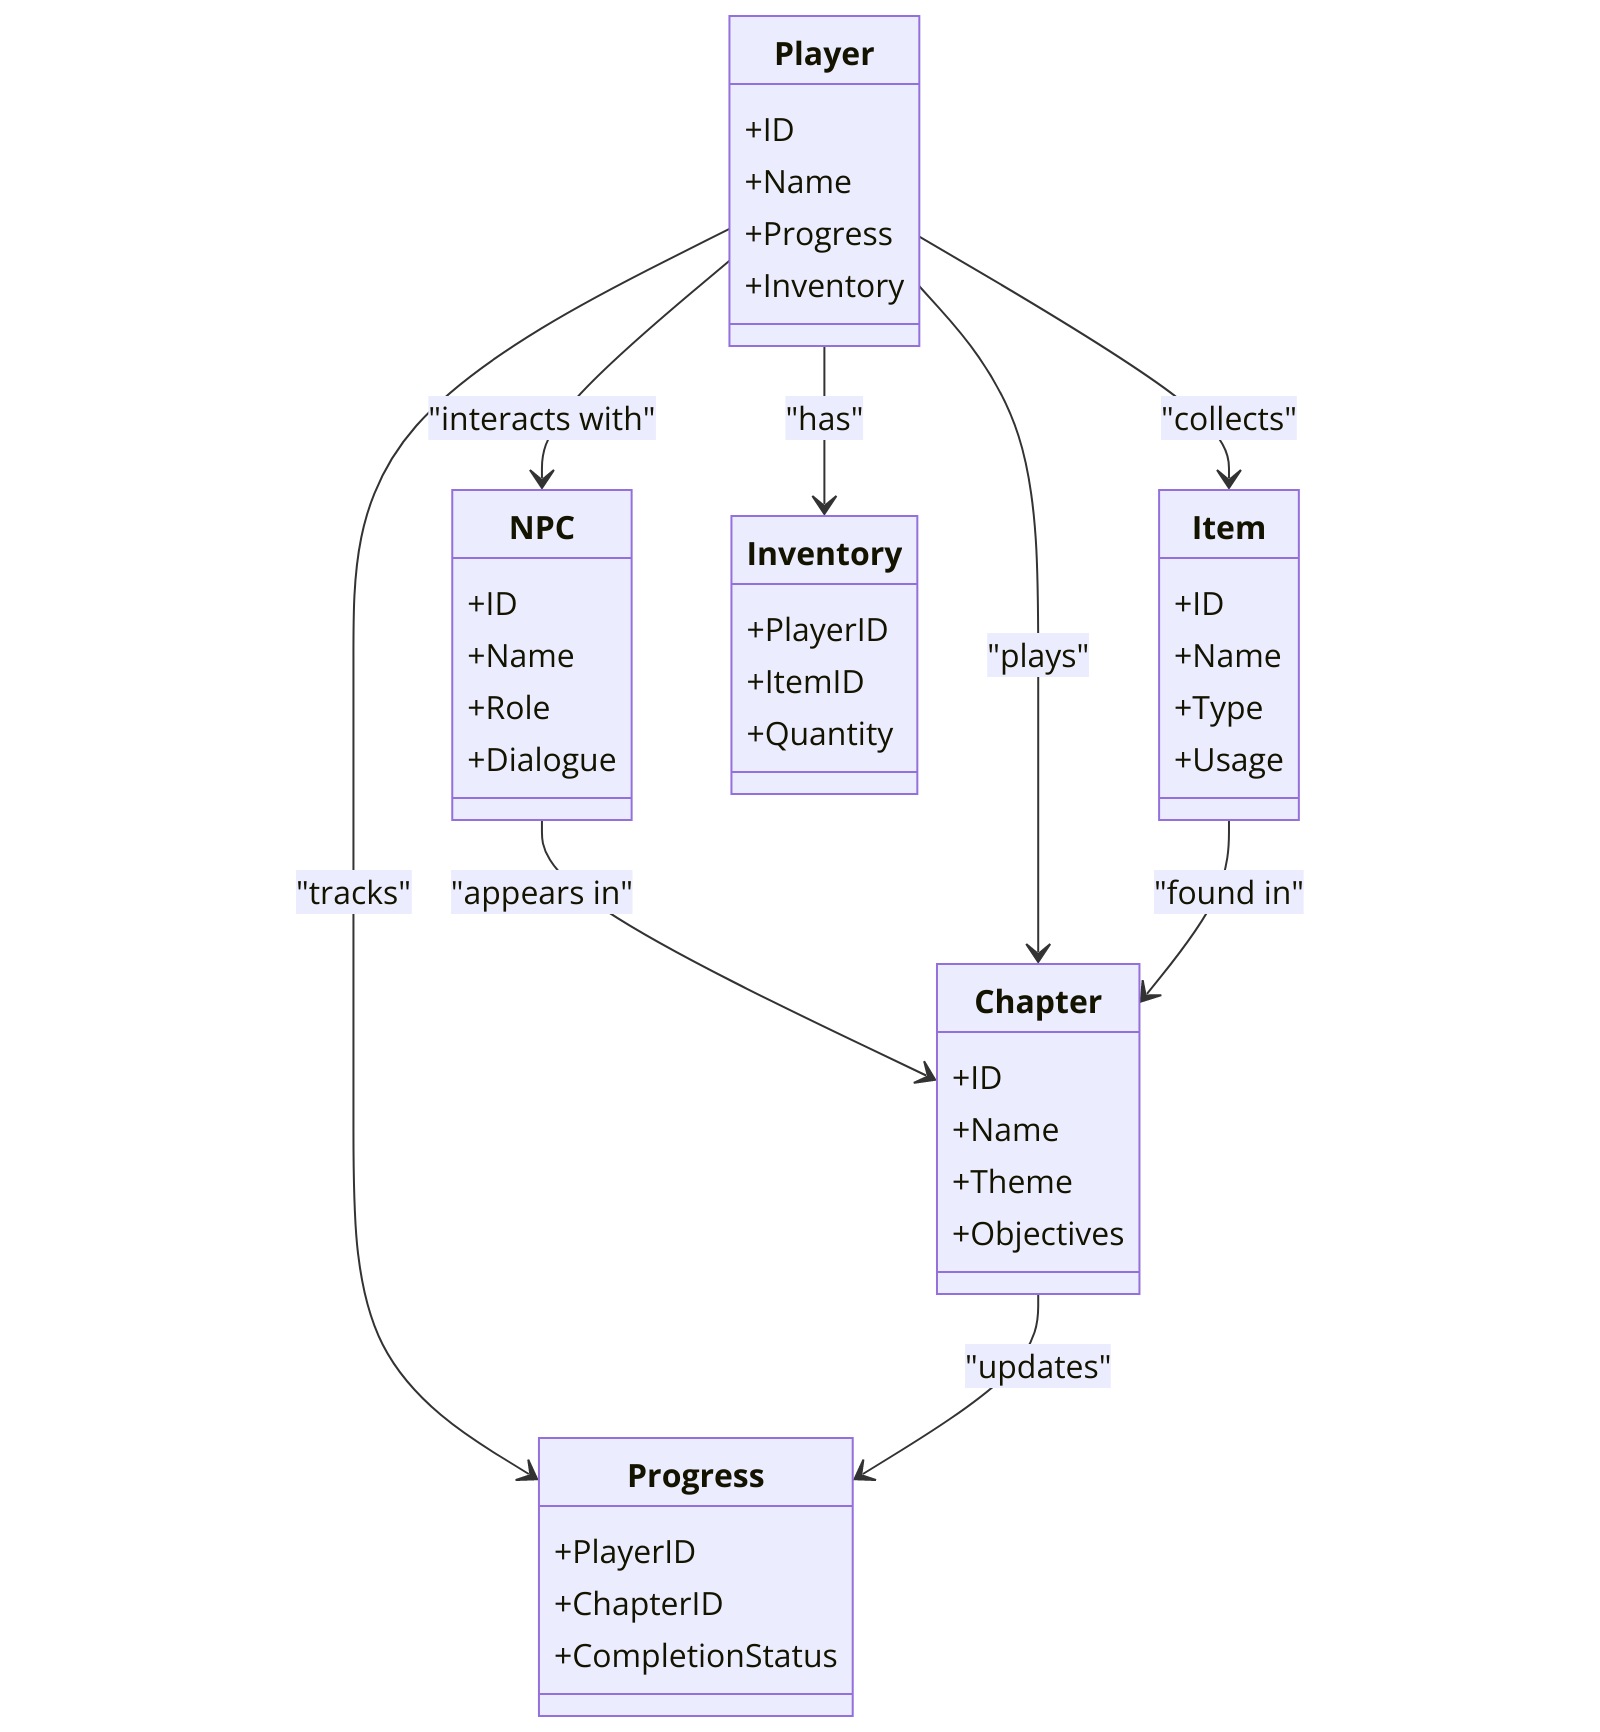 Player
+ID
+Name
+Progress
+Inventory
"interacts with"
"has"
"collects"
NPC
+ID
+Name
+Role
+Dialogue
Inventory
+PlayerID
+ItemID
+Quantity
"plays"
Item
+ID
+Name
+Type
+Usage
"tracks"
"appears in"
"found in"
Chapter
+ID
+Name
+Theme
+Objectives
"updates"
Progress
+PlayerID
+ChapterID
+CompletionStatus